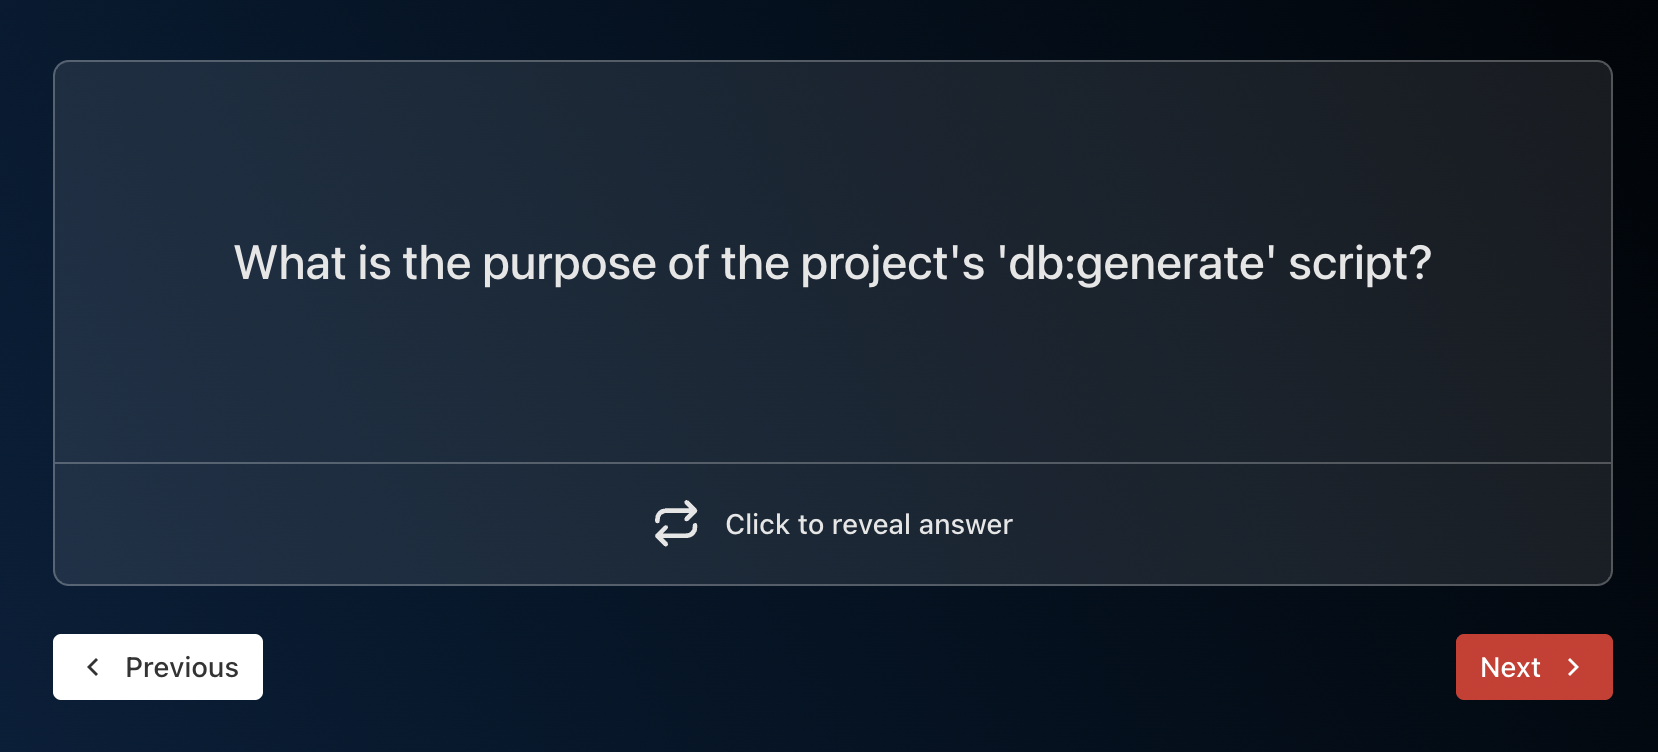 What is the purpose of the project's 'db:generate' script?
Click to reveal answer
Previous
Next